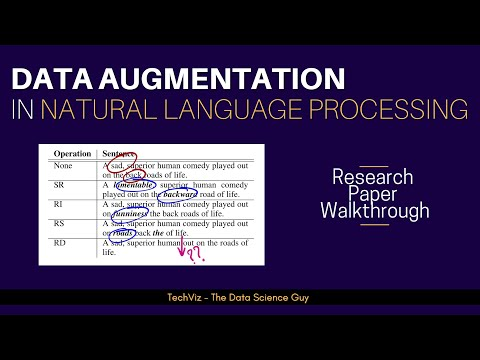 DATA AUGMENTATION
IN NATURAL LANGUAGE PROCESSING
Operation Sentence
None A sad, superior human comedy played out
on the back roads of life.
SR A lamentable superior human comedy
played out on the backward road of life.
RI A sad, superior human comedy played out
on funniness the back roads of life.
RS A sad, superior human comedy played out
on roads back the of life.
RD A sad, superior human out on the roads of
life.
??
Research
Paper
Walkthrough
TechViz - The Data Science Guy